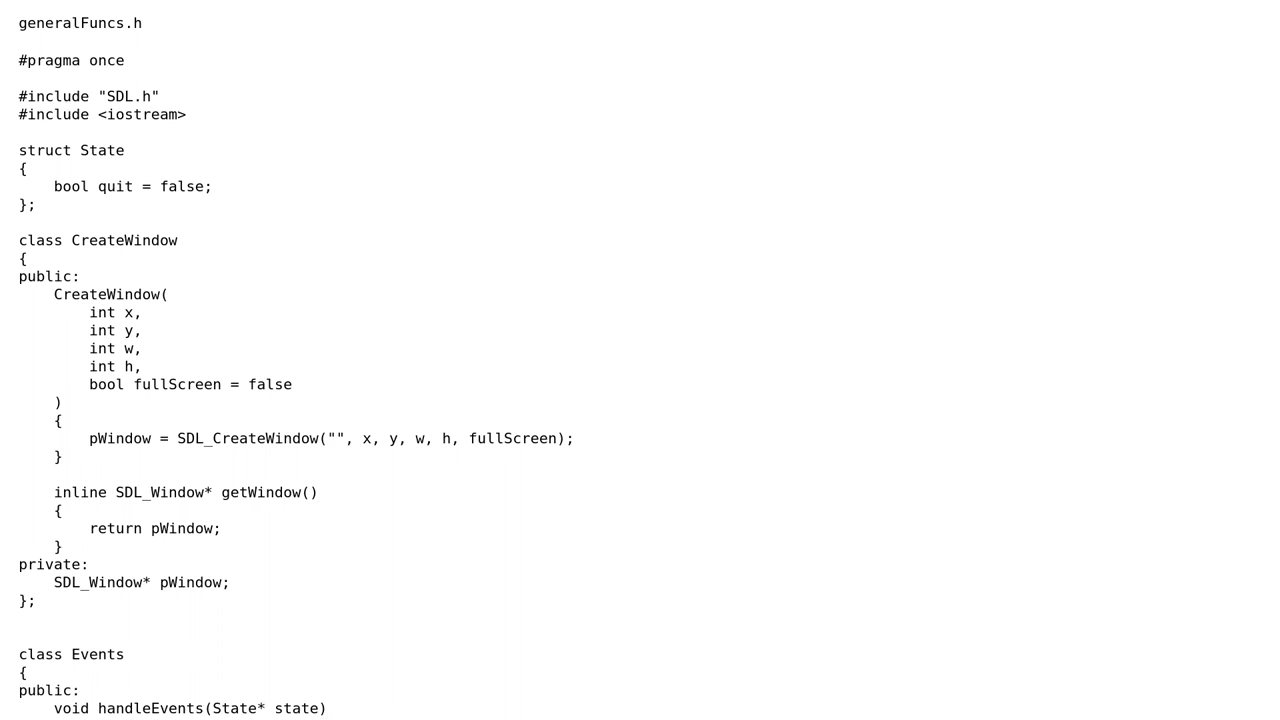 generalFuncs.h
#pragma once
#include "SDL.h"
#include <iostream>
struct State
{
    bool quit = false;
};
class CreateWindow
{
public:
    CreateWindow(
        int x,
        int y,
        int w,
        int h,
        bool fullScreen = false
    )
    {
        pWindow = SDL_CreateWindow("", x, y, w, h, fullScreen);
    }
    inline SDL_Window* getWindow()
    {
        return pWindow;
    }
private:
    SDL_Window* pWindow;
};
class Events
{
public:
    void handleEvents(State* state)